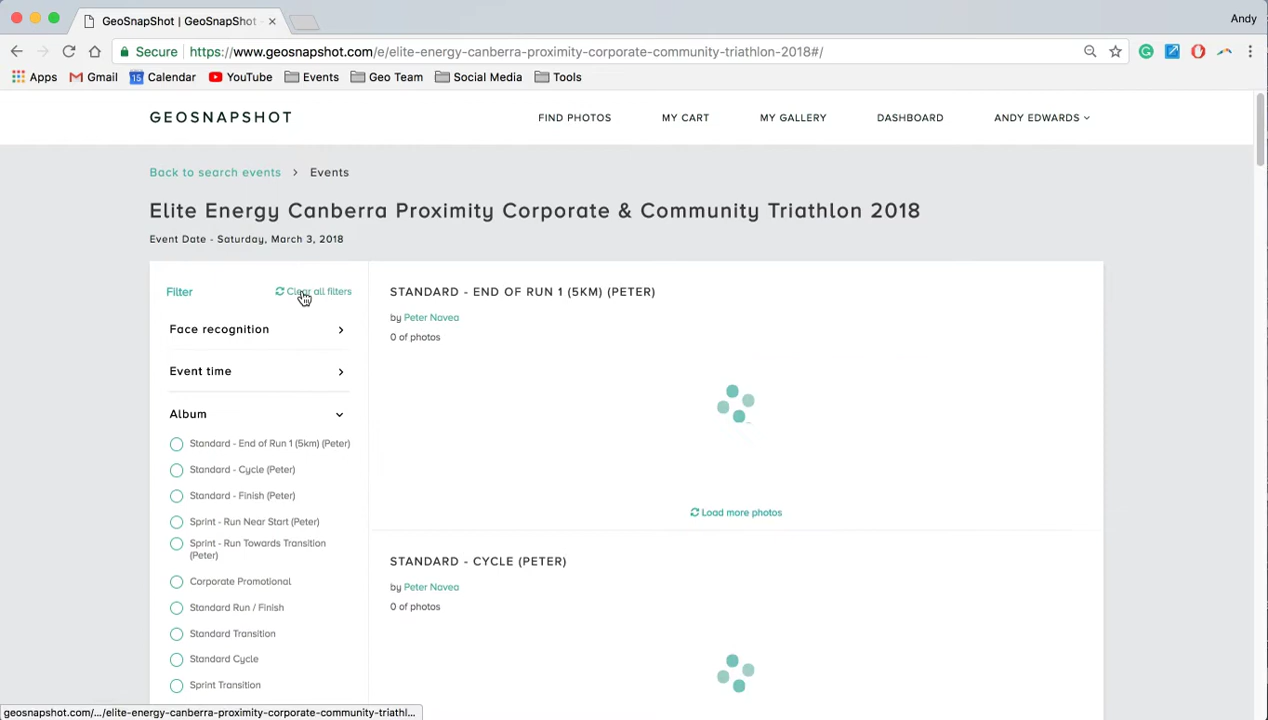 GeoSnapShot | GeoSnapShot -
Andy
Secure https://www.geosnapshot.com/e/elite-energy-canberra-proximity-corporate-community-triathlon-2018#/
Apps Gmail Calendar YouTube Events Geo Team Social Media Tools
GEOSNAPSHOT
FIND PHOTOS MY CART MY GALLERY DASHBOARD ANDY EDWARDS
Back to search events > Events
Elite Energy Canberra Proximity Corporate & Community Triathlon 2018
Event Date - Saturday, March 3, 2018
Filter
Clear all filters
Face recognition
Event time
Album
Standard - End of Run 1 (5km) (Peter)
Standard - Cycle (Peter)
Standard - Finish (Peter)
Sprint - Run Near Start (Peter)
Sprint - Run Towards Transition
(Peter)
Corporate Promotional
Standard Run / Finish
Standard Transition
Standard Cycle
Sprint Transition
STANDARD - END OF RUN 1 (5KM) (PETER)
by Peter Navea
0 of photos
Load more photos
STANDARD - CYCLE (PETER)
by Peter Navea
0 of photos
geosnapshot.com/.../elite-energy-canberra-proximity-corporate-community-triathl...